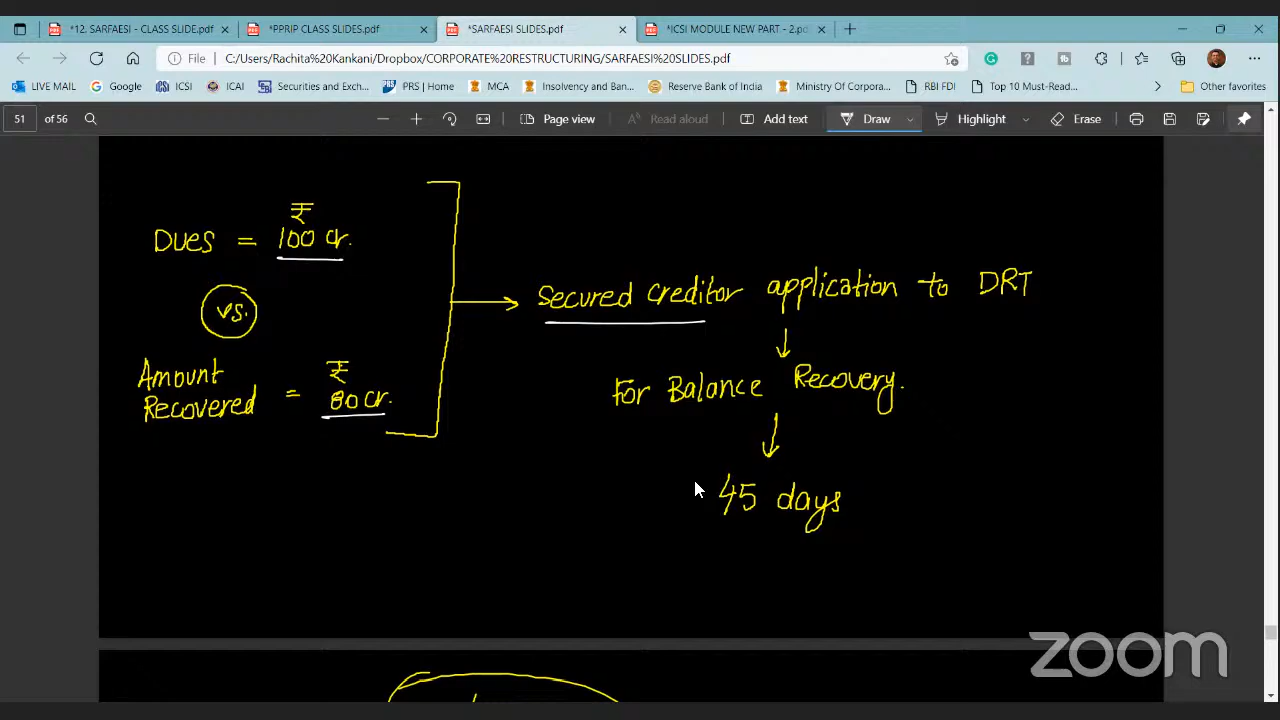 *12. SARFAESI - CLASS SLIDE.pdf
*PPRIP CLASS SLIDES.pdf
*SARFAESI SLIDES.pdf
*ICSI MODULE NEW PART - 2.p
File
C:/Users/Rachita%20Kankani/Dropbox/CORPORATE%20RESTRUCTURING/SARFAESI%20SLIDES.pdf
LIVE MAIL
Google
ICSI
ICAI
Securities and Exch...
PRS | Home
MCA
Insolvency and Ban...
Reserve Bank of India
Ministry Of Corpora...
RBI FDI
Top 10 Must-Read...
Other favorites
51 of 56
Page view
Read aloud
Add text
Draw
Highlight
Erase
Dues = ₹ 100 Cr.
vs.
Amount Recovered = ₹ 80 Cr.
Secured Creditor application to DRT
For Balance Recovery.
45 days
zoom